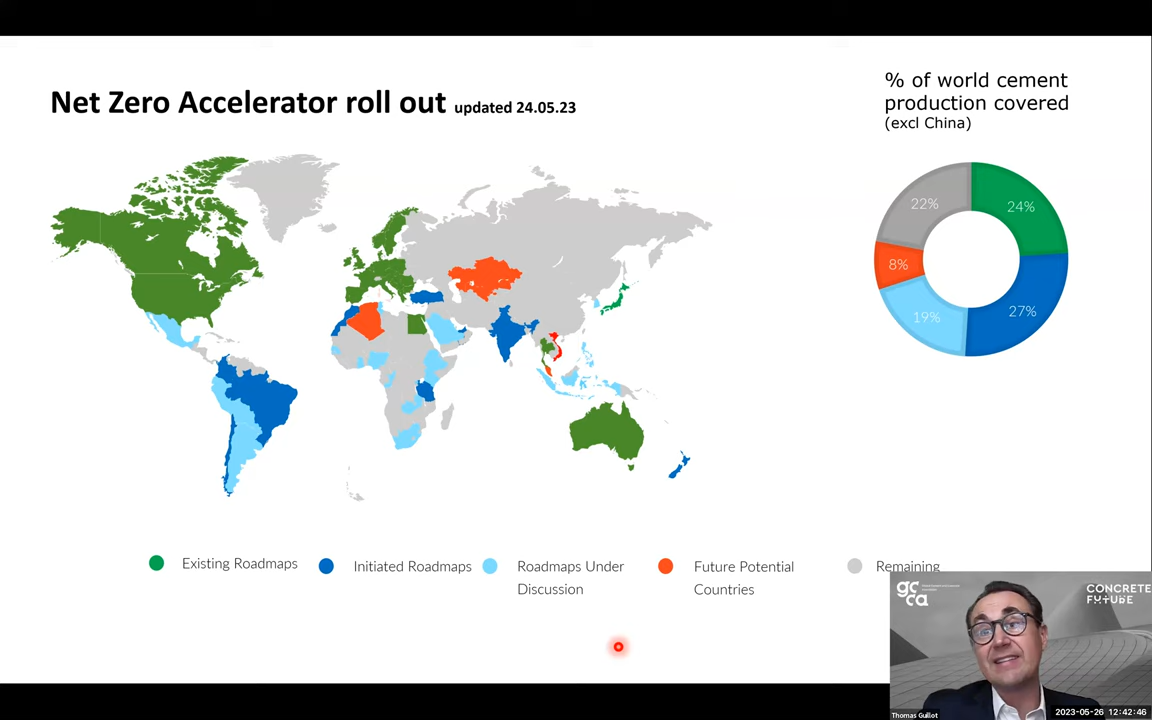 Net Zero Accelerator roll out updated 24.05.23
% of world cement
production covered
(excl China)
22%
24%
8%
19%
27%
Existing Roadmaps
Initiated Roadmaps
Roadmaps Under
Discussion
Future Potential
Countries
Remaining
gcca
CONCRETE
FUTURE
Thomas Guillot
2023-05-26 12:42:46